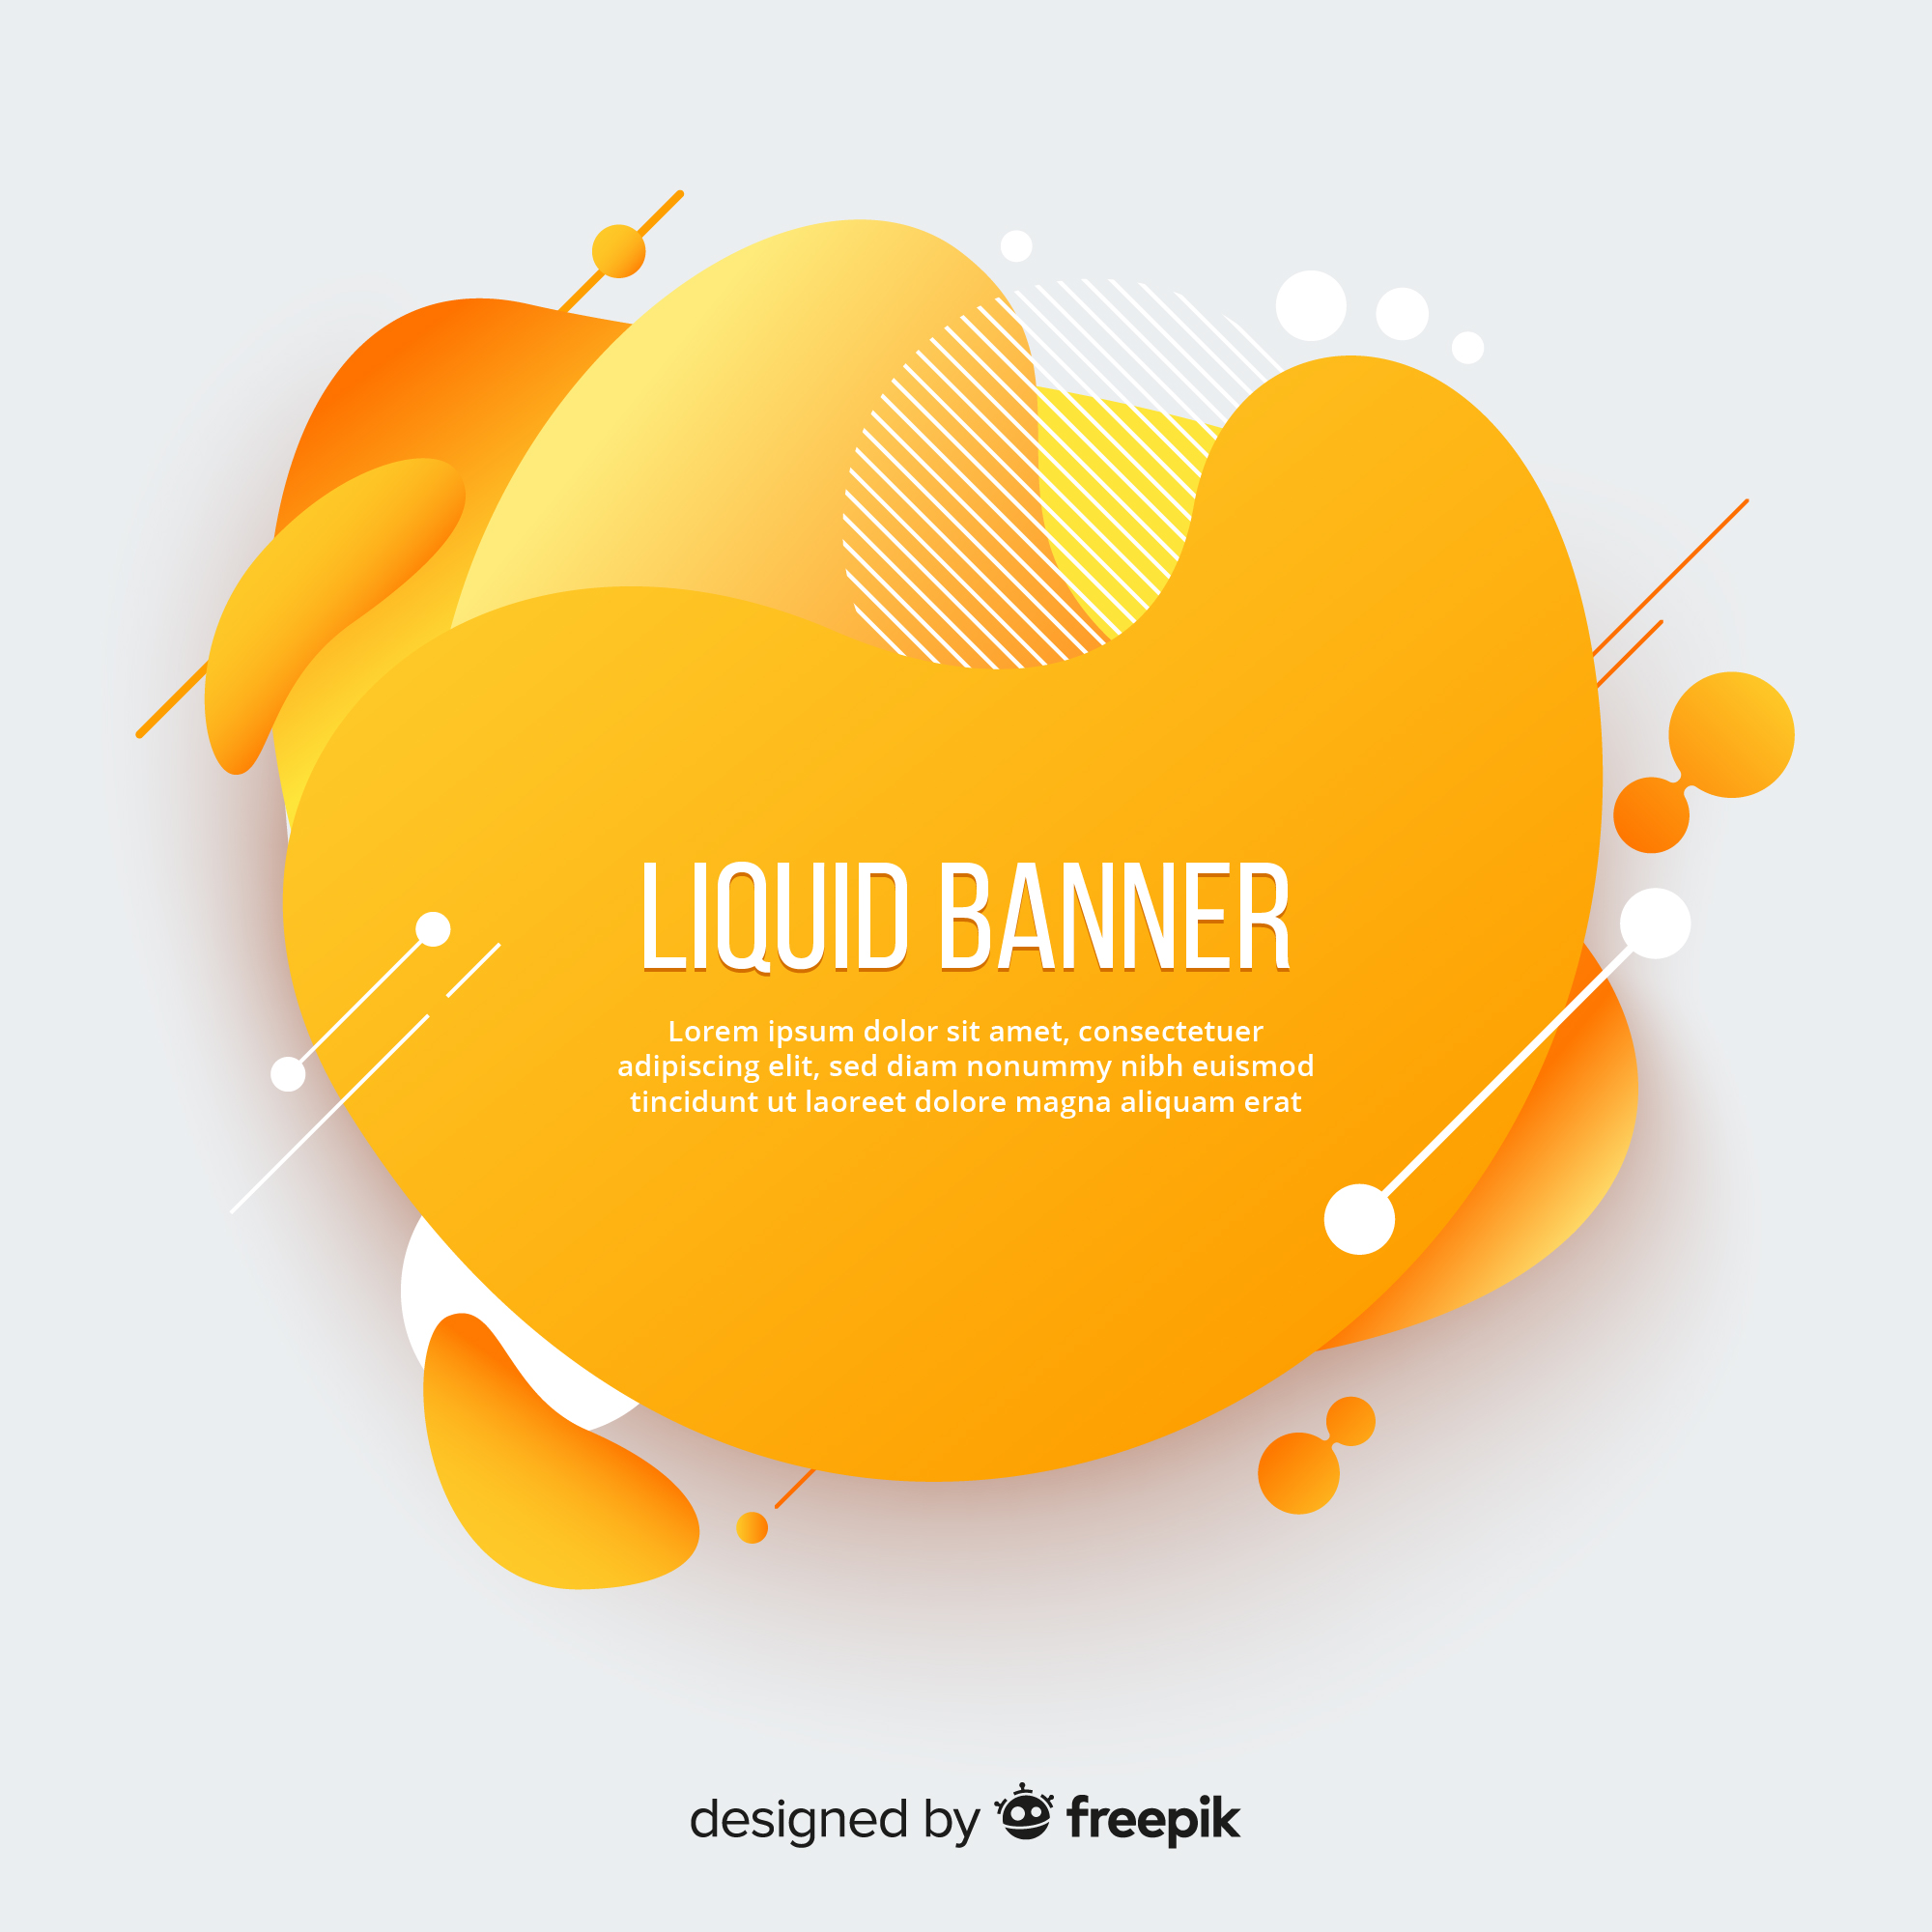 LIQUID BANNER
Lorem ipsum dolor sit amet, consectetuer
adipiscing elit, sed diam nonummy nibh euismod
tincidunt ut laoreet dolore magna aliquam erat
designed by freepik